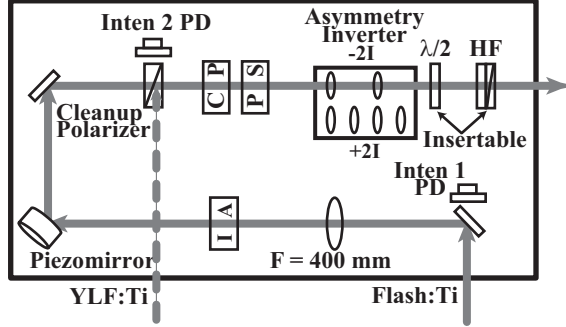 Inten 2 PD
Asymmetry
Inverter
-2I
λ/2
HF
Cleanup
Polarizer
C P
P S
+2I
Insertable
Inten 1
PD
I A
Piezomirror
F = 400 mm
YLF:Ti
Flash:Ti